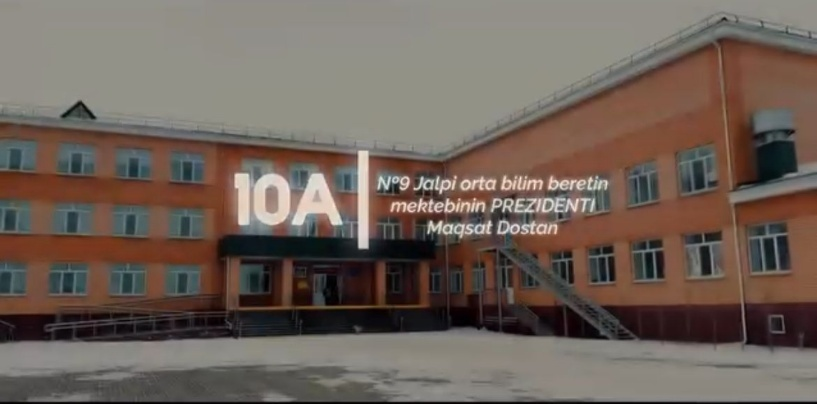 10A
Nº9 Jalpi orta bilim beretin
mektebinin PREZIDENTI
Maqsat Dostan